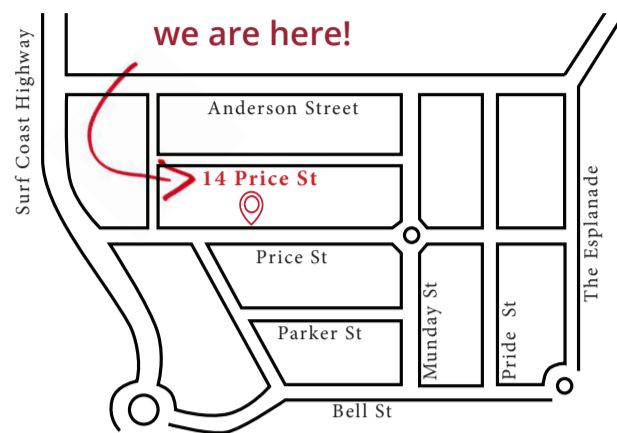 we are here!
Surf Coast Highway
Anderson Street
14 Price St
Price St
The Esplanade
Munday St
Pride St
Parker St
Bell St